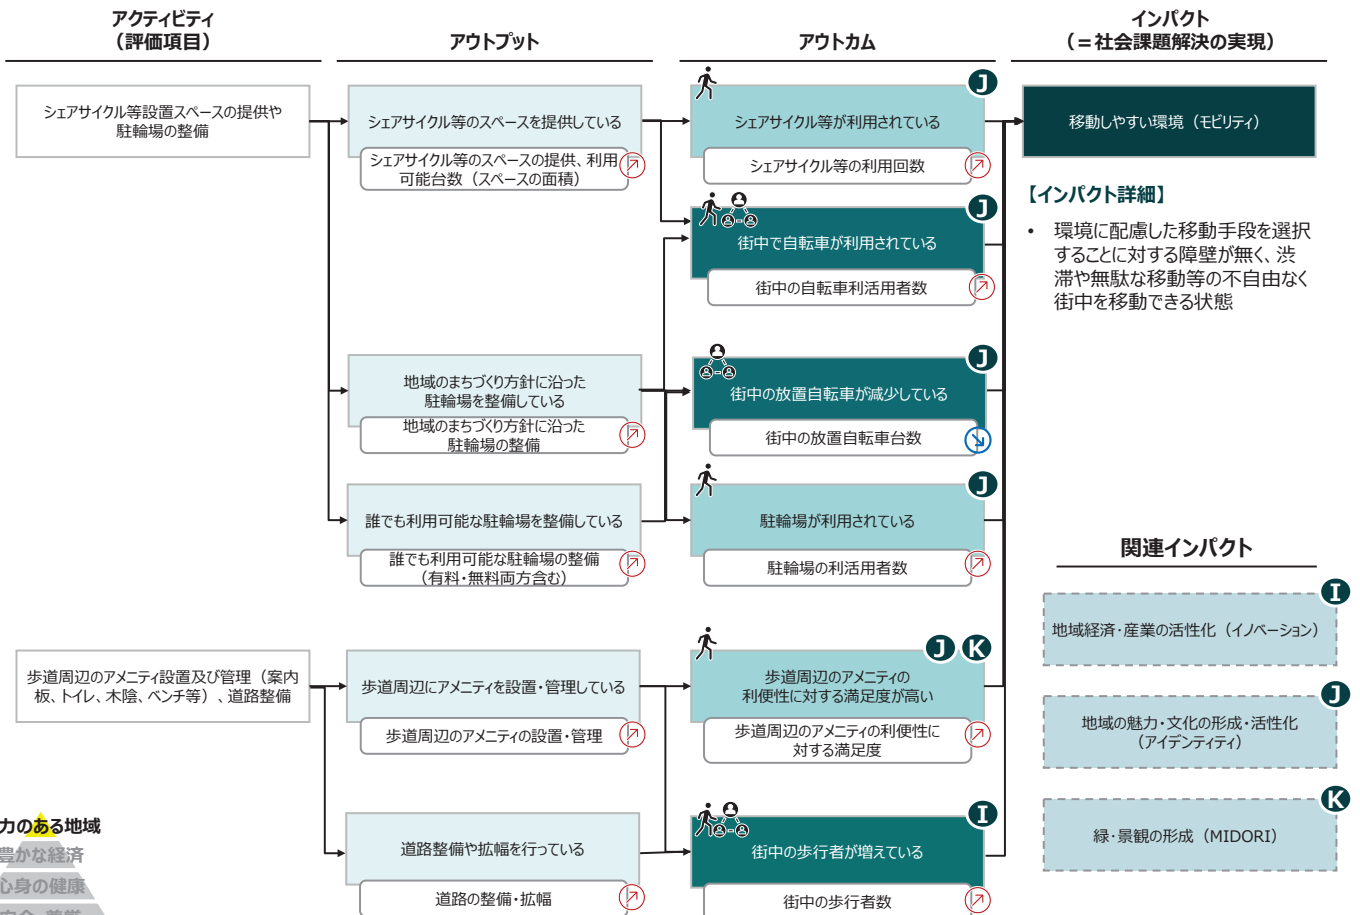 アクティビティ
（評価項目）
アウトプット
アウトカム
インパクト
（＝社会課題解決の実現）
シェアサイクル等設置スペースの提供や
駐輪場の整備
シェアサイクル等のスペースを提供している
シェアサイクル等のスペースの提供、利用
可能台数（スペースの面積）
J
シェアサイクル等が利用されている
シェアサイクル等の利用回数
移動しやすい環境（モビリティ）
【インパクト詳細】
• 環境に配慮した移動手段を選択
することに対する障壁が無く、渋
滞や無駄な移動等の不自由なく
街中を移動できる状態
J
街中で自転車が利用されている
街中の自転車利活用者数
地域のまちづくり方針に沿った
駐輪場を整備している
地域のまちづくり方針に沿った
駐輪場の整備
J
街中の放置自転車が減少している
街中の放置自転車台数
誰でも利用可能な駐輪場を整備している
誰でも利用可能な駐輪場の整備
（有料・無料両方含む）
J
駐輪場が利用されている
駐輪場の利活用者数
歩道周辺のアメニティ設置及び管理（案内
板、トイレ、木陰、ベンチ等）、道路整備
歩道周辺にアメニティを設置・管理している
歩道周辺のアメニティの設置・管理
J K
歩道周辺のアメニティの
利便性に対する満足度が高い
歩道周辺のアメニティの利便性に
対する満足度
道路整備や拡幅を行っている
道路の整備・拡幅
I
街中の歩行者が増えている
街中の歩行者数
関連インパクト
I
地域経済・産業の活性化（イノベーション）
J
地域の魅力・文化の形成・活性化
（アイデンティティ）
K
緑・景観の形成（MIDORI）
力のある地域
豊かな経済
心身の健康